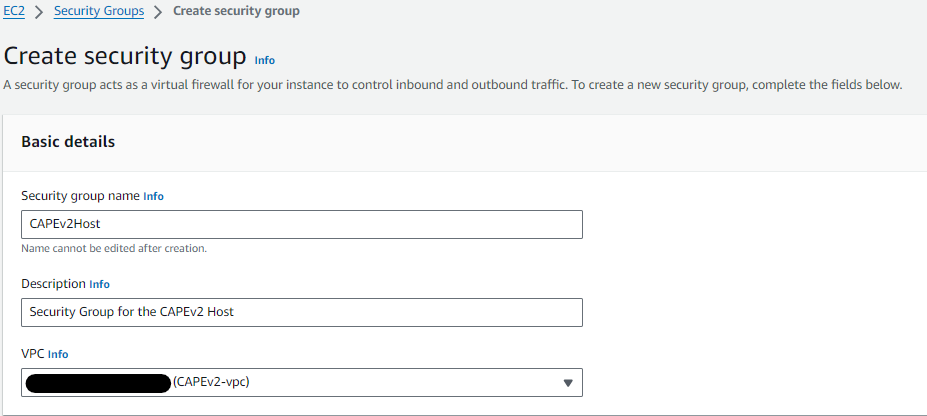 EC2 > Security Groups > Create security group
Create security group Info
A security group acts as a virtual firewall for your instance to control inbound and outbound traffic. To create a new security group, complete the fields below.
Basic details
Security group name Info
CAPEv2Host
Name cannot be edited after creation.
Description Info
Security Group for the CAPEv2 Host
VPC Info
(CAPEv2-vpc)